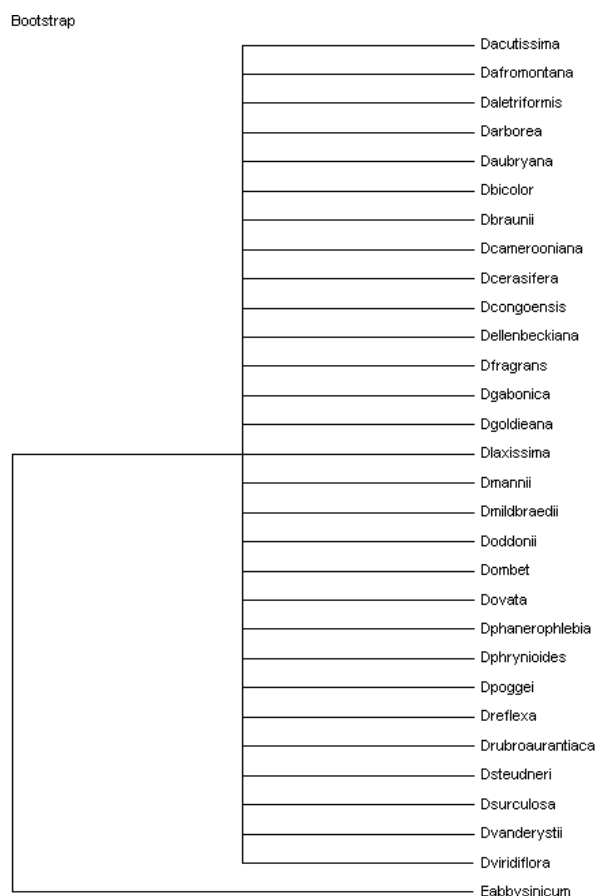 Bootstrap
Dacutissima
Dafromontana
Daletriformis
Darborea
Daubryana
Dbicolor
Dbraunii
Dcamerooniana
Dcerasifera
Dcongoensis
Dellenbeckiana
Dfragrans
Dgabonica
Dgoldieana
Dlaxissima
Dmannii
Dmildbraedii
Doddonii
Dombet
Dovata
Dphanerophlebia
Dphrynioides
Dpoggei
Dreflexa
Drubroaurantiaca
Dsteudneri
Dsurculosa
Dvanderystii
Dviridiflora
Eabbysinicum